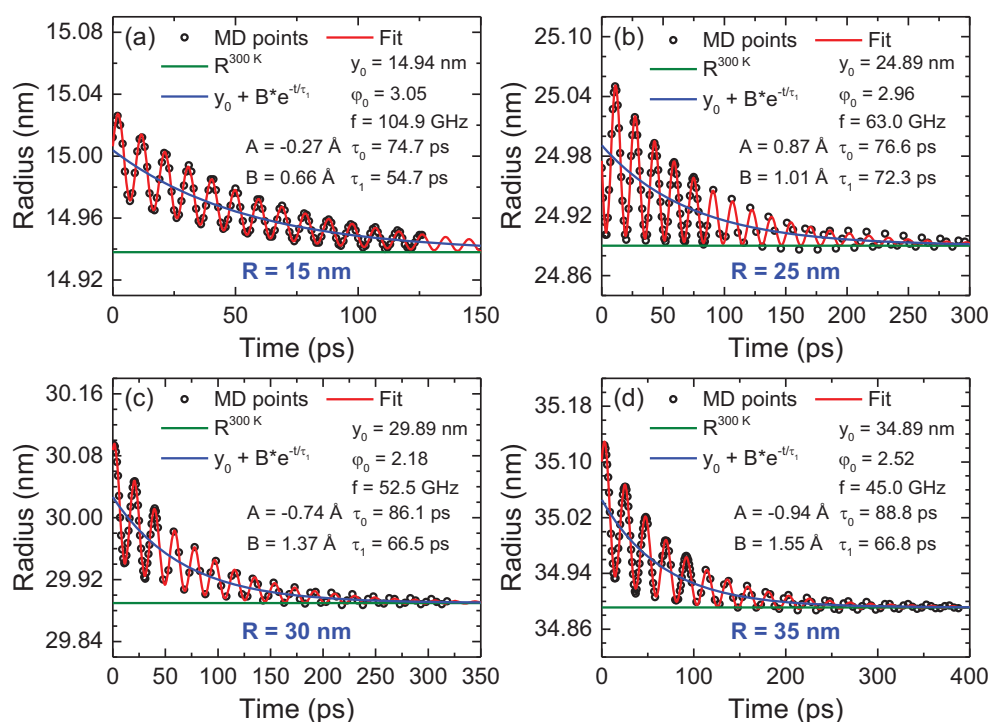 (a) MD points Fit
R^300 K y₀ = 14.94 nm
y₀ + B*e^-t/τ₁ φ₀ = 3.05
f = 104.9 GHz
A = -0.27 Å τ₀ = 74.7 ps
B = 0.66 Å τ₁ = 54.7 ps
R = 15 nm
15.08
15.04
15.00
14.96
14.92
Radius (nm)
0 50 100 150
Time (ps)
(b) MD points Fit
R^300 K y₀ = 24.89 nm
y₀ + B*e^-t/τ₁ φ₀ = 2.96
f = 63.0 GHz
A = 0.87 Å τ₀ = 76.6 ps
B = 1.01 Å τ₁ = 72.3 ps
R = 25 nm
25.10
25.04
24.98
24.92
24.86
Radius (nm)
0 50 100 150 200 250 300
Time (ps)
(c) MD points Fit
R^300 K y₀ = 29.89 nm
y₀ + B*e^-t/τ₁ φ₀ = 2.18
f = 52.5 GHz
A = -0.74 Å τ₀ = 86.1 ps
B = 1.37 Å τ₁ = 66.5 ps
R = 30 nm
30.16
30.08
30.00
29.92
29.84
Radius (nm)
0 50 100 150 200 250 300 350
Time (ps)
(d) MD points Fit
R^300 K y₀ = 34.89 nm
y₀ + B*e^-t/τ₁ φ₀ = 2.52
f = 45.0 GHz
A = -0.94 Å τ₀ = 88.8 ps
B = 1.55 Å τ₁ = 66.8 ps
R = 35 nm
35.18
35.10
35.02
34.94
34.86
Radius (nm)
0 100 200 300 400
Time (ps)